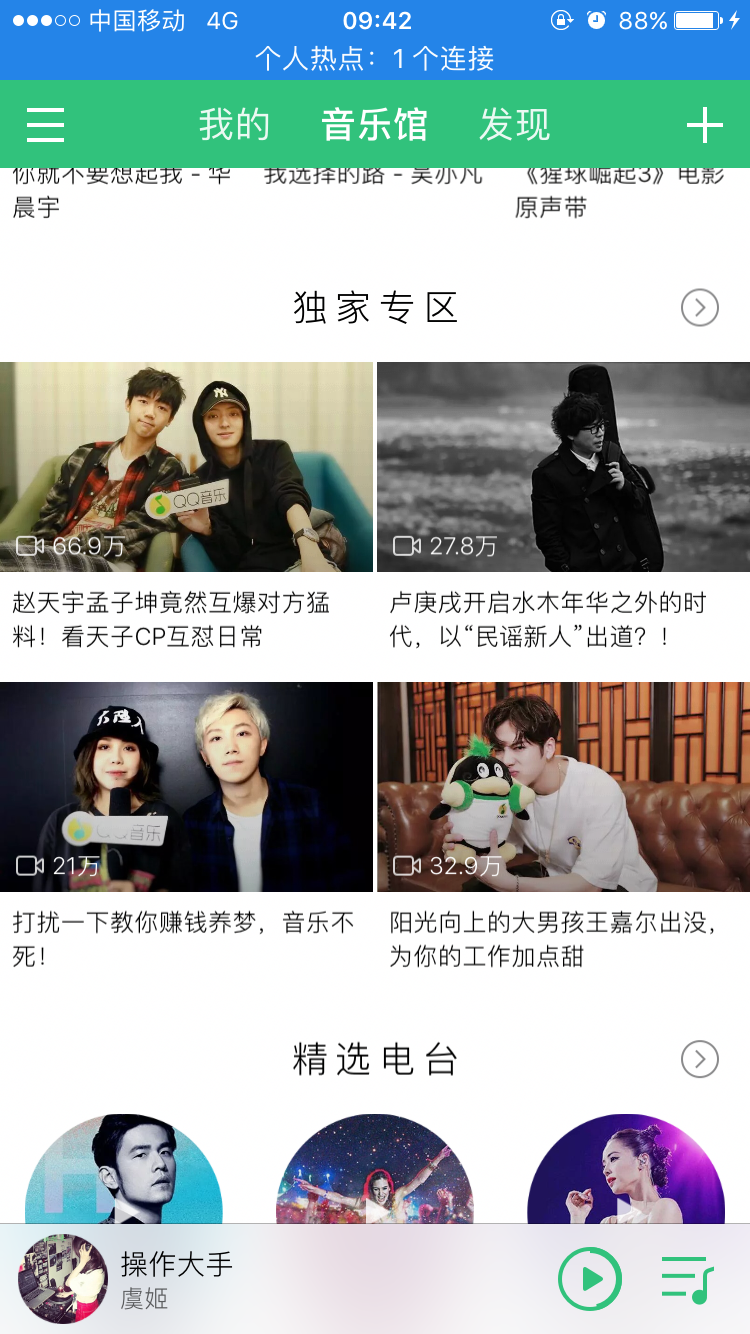 中国移动 4G 09:42 88%
个人热点：1 个连接
我的 音乐馆 发现
你就不要想起我 - 华晨宇
我选择的路 - 吴亦凡
《猩球崛起3》电影原声带
独家专区
NY
QQ音乐
66.9万
27.8万
赵天宇孟子坤竟然互爆对方猛
料！看天子CP互怼日常
卢庚戌开启水木年华之外的时
代，以“民谣新人”出道？！
QQ音乐
21万
32.9万
打扰一下教你赚钱养梦，音乐不
死！
阳光向上的大男孩王嘉尔出没，
为你的工作加点甜
精选电台
操作大手
虞姬